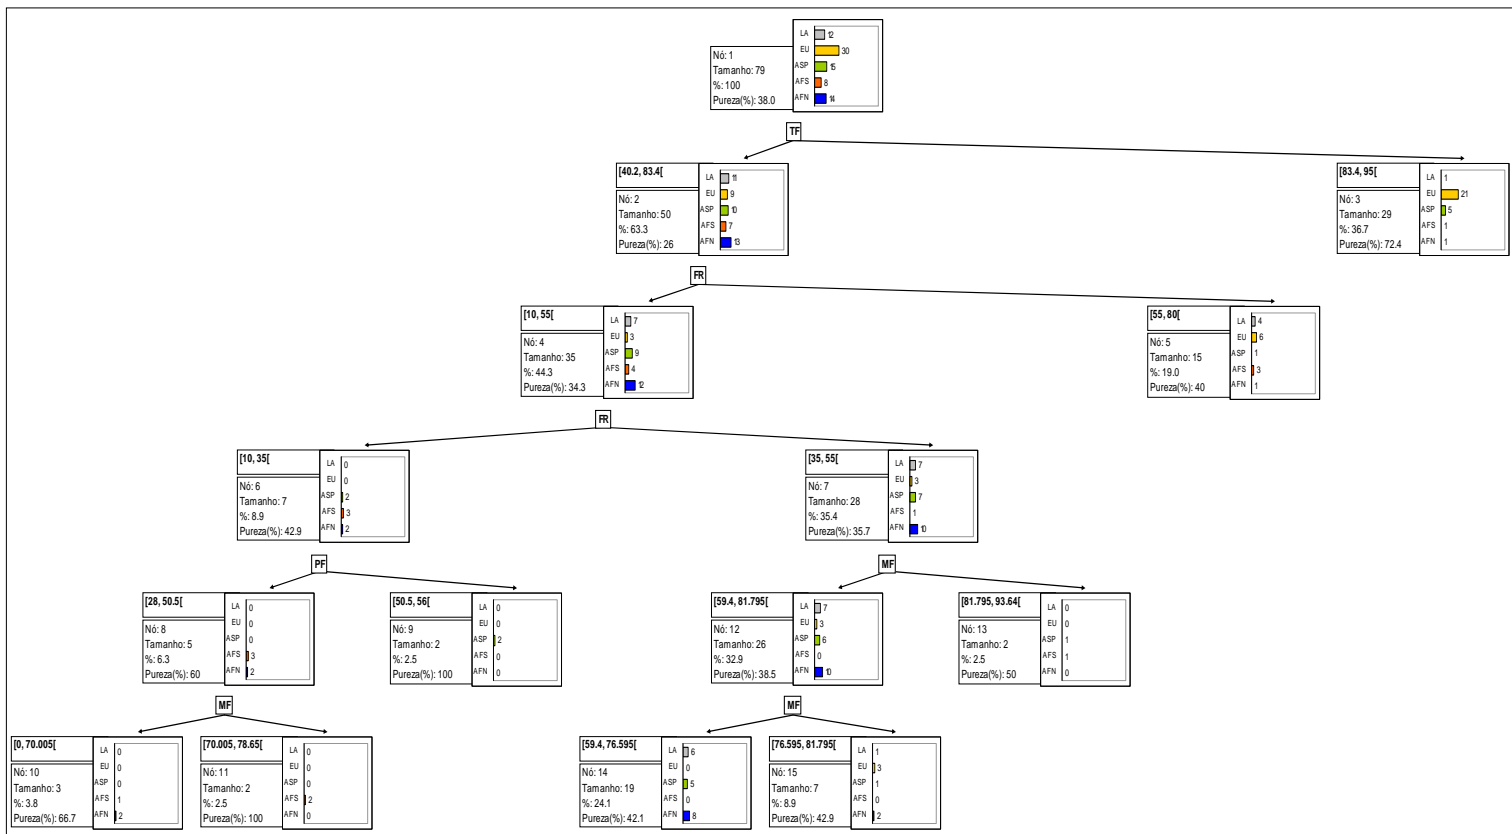 LA 12
EU 30
ASP 15
AFS 8
AFN 14
Nó: 1
Tamanho: 79
%: 100
Pureza(%): 38.0
TF
[40.2, 83.4[
Nó: 2
Tamanho: 50
%: 63.3
Pureza(%): 26
LA 11
EU 9
ASP 10
AFS 7
AFN 13
[83.4, 95[
Nó: 3
Tamanho: 29
%: 36.7
Pureza(%): 72.4
LA 1
EU 21
ASP 5
AFS 1
AFN 1
FR
[10, 55[
Nó: 4
Tamanho: 35
%: 44.3
Pureza(%): 34.3
LA 7
EU 3
ASP 9
AFS 4
AFN 12
[55, 80[
Nó: 5
Tamanho: 15
%: 19.0
Pureza(%): 40
LA 4
EU 6
ASP 1
AFS 3
AFN 1
FR
[10, 35[
Nó: 6
Tamanho: 7
%: 8.9
Pureza(%): 42.9
LA 0
EU 0
ASP 2
AFS 3
AFN 2
[35, 55[
Nó: 7
Tamanho: 28
%: 35.4
Pureza(%): 35.7
LA 7
EU 3
ASP 7
AFS 1
AFN 10
PF
MF
[28, 50.5[
Nó: 8
Tamanho: 5
%: 6.3
Pureza(%): 60
LA 0
EU 0
ASP 0
AFS 3
AFN 2
[50.5, 56[
Nó: 9
Tamanho: 2
%: 2.5
Pureza(%): 100
LA 0
EU 0
ASP 2
AFS 0
AFN 0
[59.4, 81.795[
Nó: 12
Tamanho: 26
%: 32.9
Pureza(%): 38.5
LA 7
EU 3
ASP 6
AFS 0
AFN 10
[81.795, 93.64[
Nó: 13
Tamanho: 2
%: 2.5
Pureza(%): 50
LA 0
EU 0
ASP 1
AFS 1
AFN 0
MF
MF
[0, 70.005[
Nó: 10
Tamanho: 3
%: 3.8
Pureza(%): 66.7
LA 0
EU 0
ASP 0
AFS 1
AFN 2
[70.005, 78.65[
Nó: 11
Tamanho: 2
%: 2.5
Pureza(%): 100
LA 0
EU 0
ASP 0
AFS 2
AFN 0
[59.4, 76.595[
Nó: 14
Tamanho: 19
%: 24.1
Pureza(%): 42.1
LA 6
EU 0
ASP 5
AFS 0
AFN 8
[76.595, 81.795[
Nó: 15
Tamanho: 7
%: 8.9
Pureza(%): 42.9
LA 1
EU 3
ASP 1
AFS 0
AFN 2